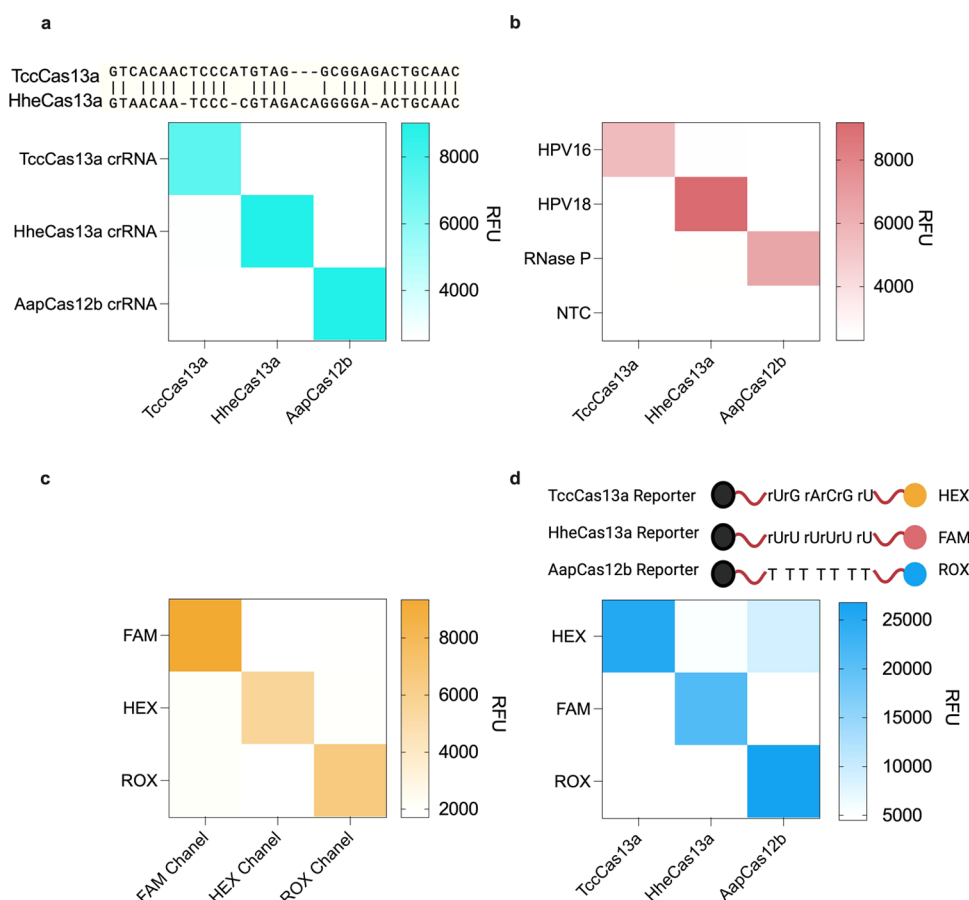 a
TccCas13a GTCACAACTCCCATGTAG---GCGGAGACTGCAAC
HheCas13a GTAACAA-TCCC-CGTAGACAGGGGA-ACTGCAAC
TccCas13a crRNA
HheCas13a crRNA
AapCas12b crRNA
TccCas13a
HheCas13a
AapCas12b
8000
6000
4000
RFU
b
HPV16
HPV18
RNase P
NTC
TccCas13a
HheCas13a
AapCas12b
8000
6000
4000
RFU
c
FAM
HEX
ROX
FAM Chanel
HEX Chanel
ROX Chanel
8000
6000
4000
2000
RFU
d
TccCas13a Reporter rUrG rArCrG rU HEX
HheCas13a Reporter rUrU rUrUrU rU FAM
AapCas12b Reporter T TT TT TT ROX
HEX
FAM
ROX
TccCas13a
HheCas13a
AapCas12b
25000
20000
15000
10000
5000
RFU